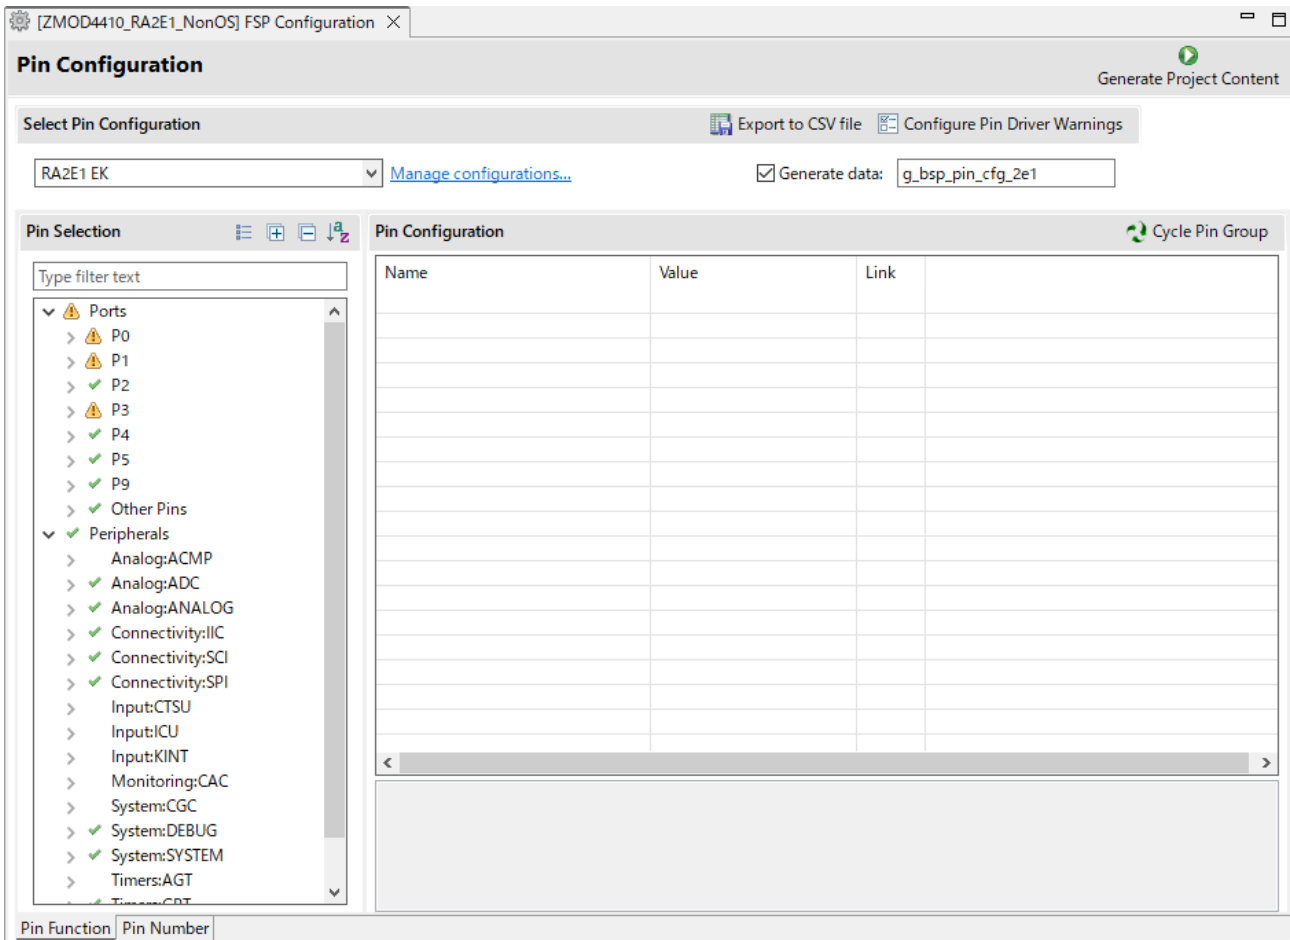 [ZMOD4410_RA2E1_NonOS] FSP Configuration
Pin Configuration
Generate Project Content
Select Pin Configuration
Export to CSV file
Configure Pin Driver Warnings
RA2E1 EK
Manage configurations...
Generate data:
g_bsp_pin_cfg_2e1
Pin Selection
Pin Configuration
Cycle Pin Group
Type filter text
Name Value Link
Ports
P0
P1
P2
P3
P4
P5
P9
Other Pins
Peripherals
Analog:ACMP
Analog:ADC
Analog:ANALOG
Connectivity:IIC
Connectivity:SCI
Connectivity:SPI
Input:CTSU
Input:ICU
Input:KINT
Monitoring:CAC
System:CGC
System:DEBUG
System:SYSTEM
Timers:AGT
Timers:GPT
Pin Function Pin Number